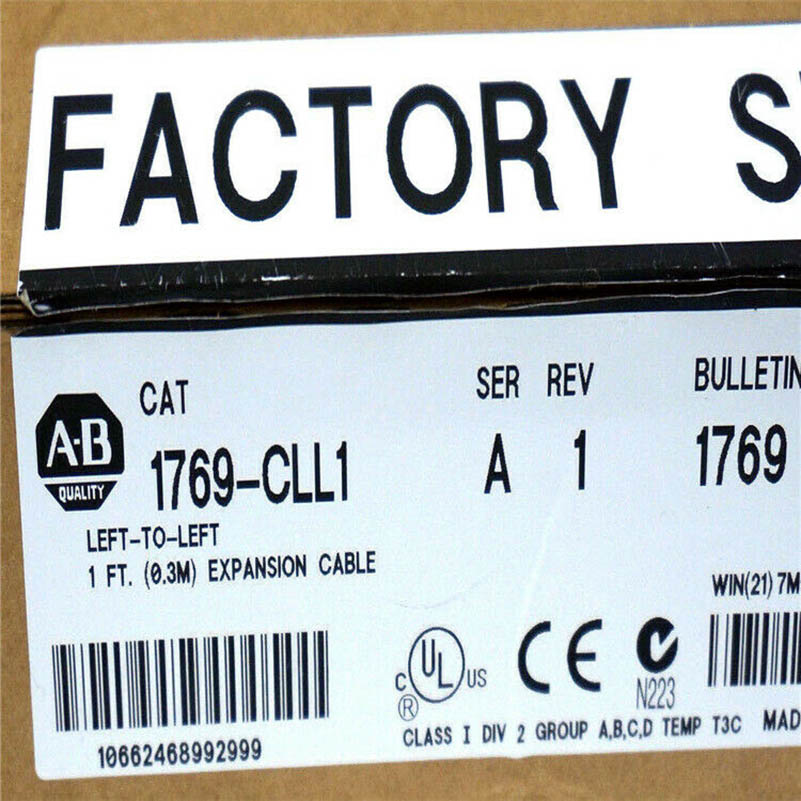 FACTORY S
CAT
SER REV
BULLETIN
A-B
QUALITY
1769-CLL1
A 1
1769
LEFT-TO-LEFT
1 FT. (0.3M) EXPANSION CABLE
WIN(21) 7M
C UL US
®
CE
N223
10662468992999
CLASS I DIV 2 GROUP A,B,C,D TEMP T3C MAD